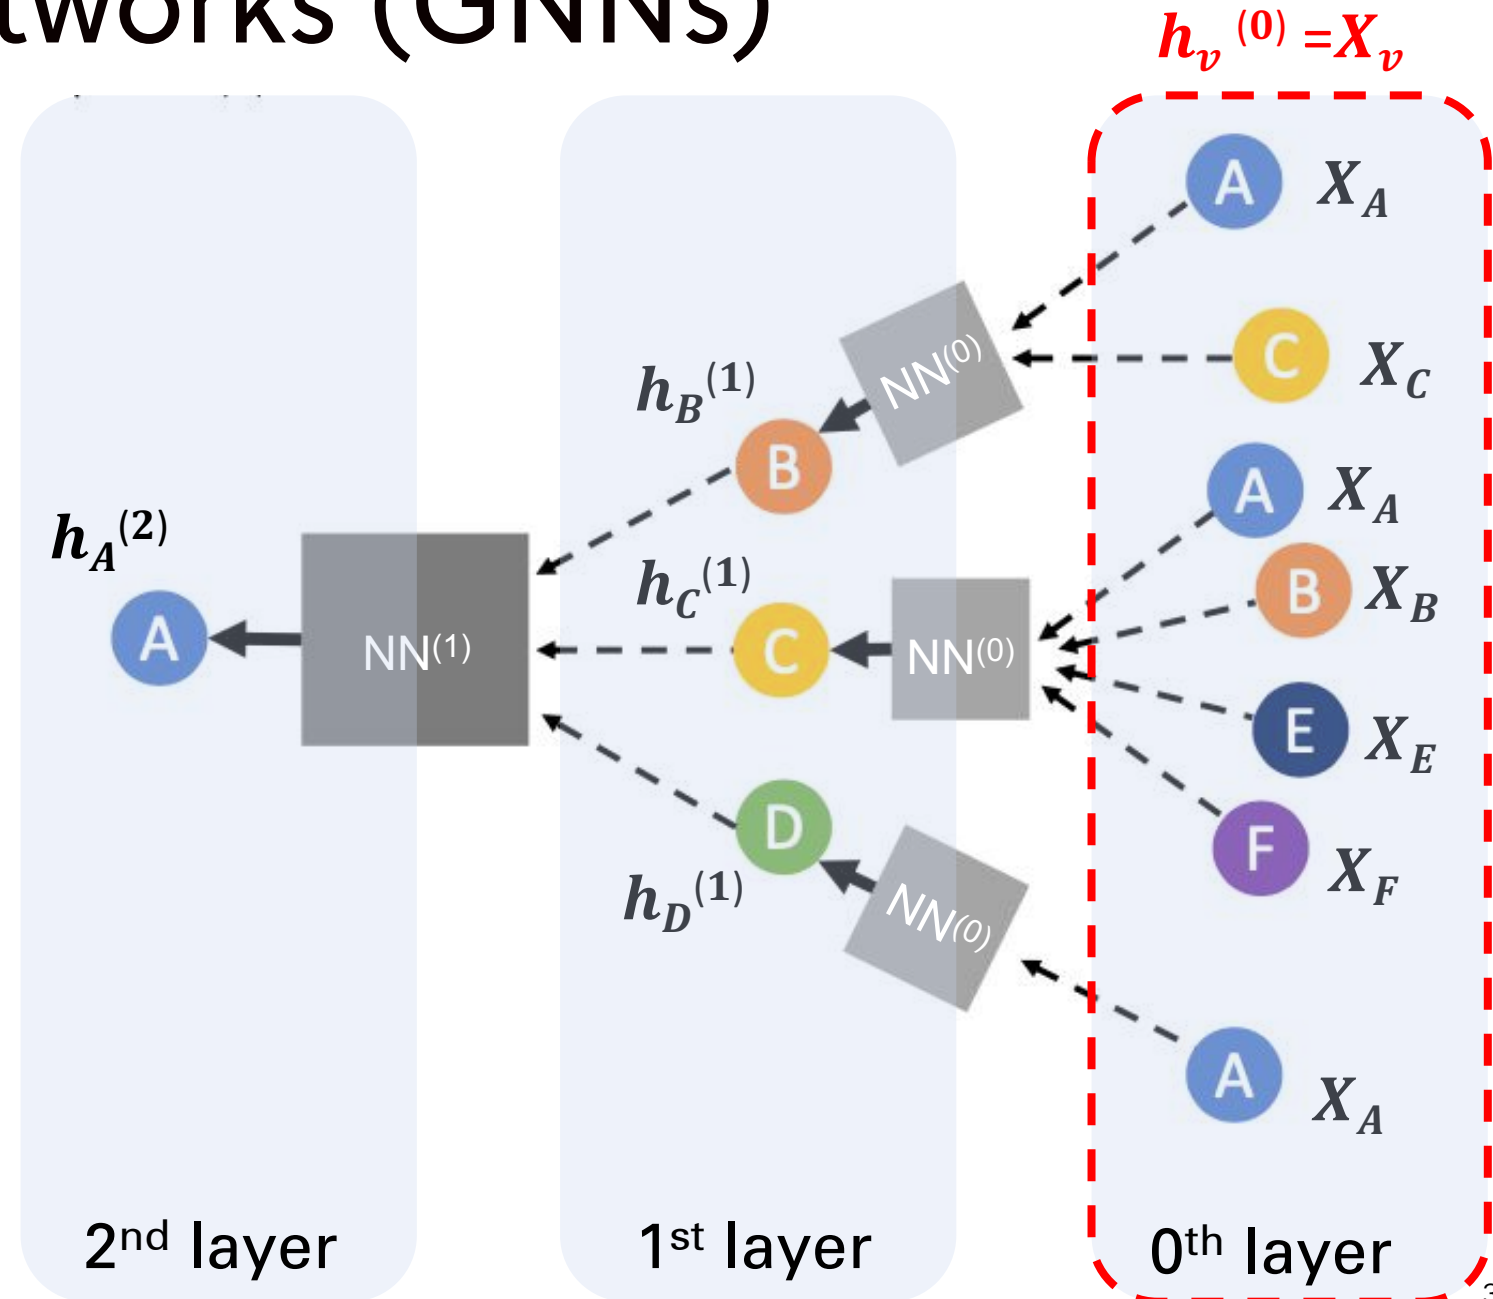 tworks (GNNs)
h_v^(0) = X_v
A X_A
C X_C
NN^(0)
h_B^(1)
B
A X_A
B X_B
h_A^(2)
A
NN^(1)
h_C^(1)
C
NN^(0)
E X_E
F X_F
D
h_D^(1)
NN^(0)
A X_A
2nd layer
1st layer
0th layer